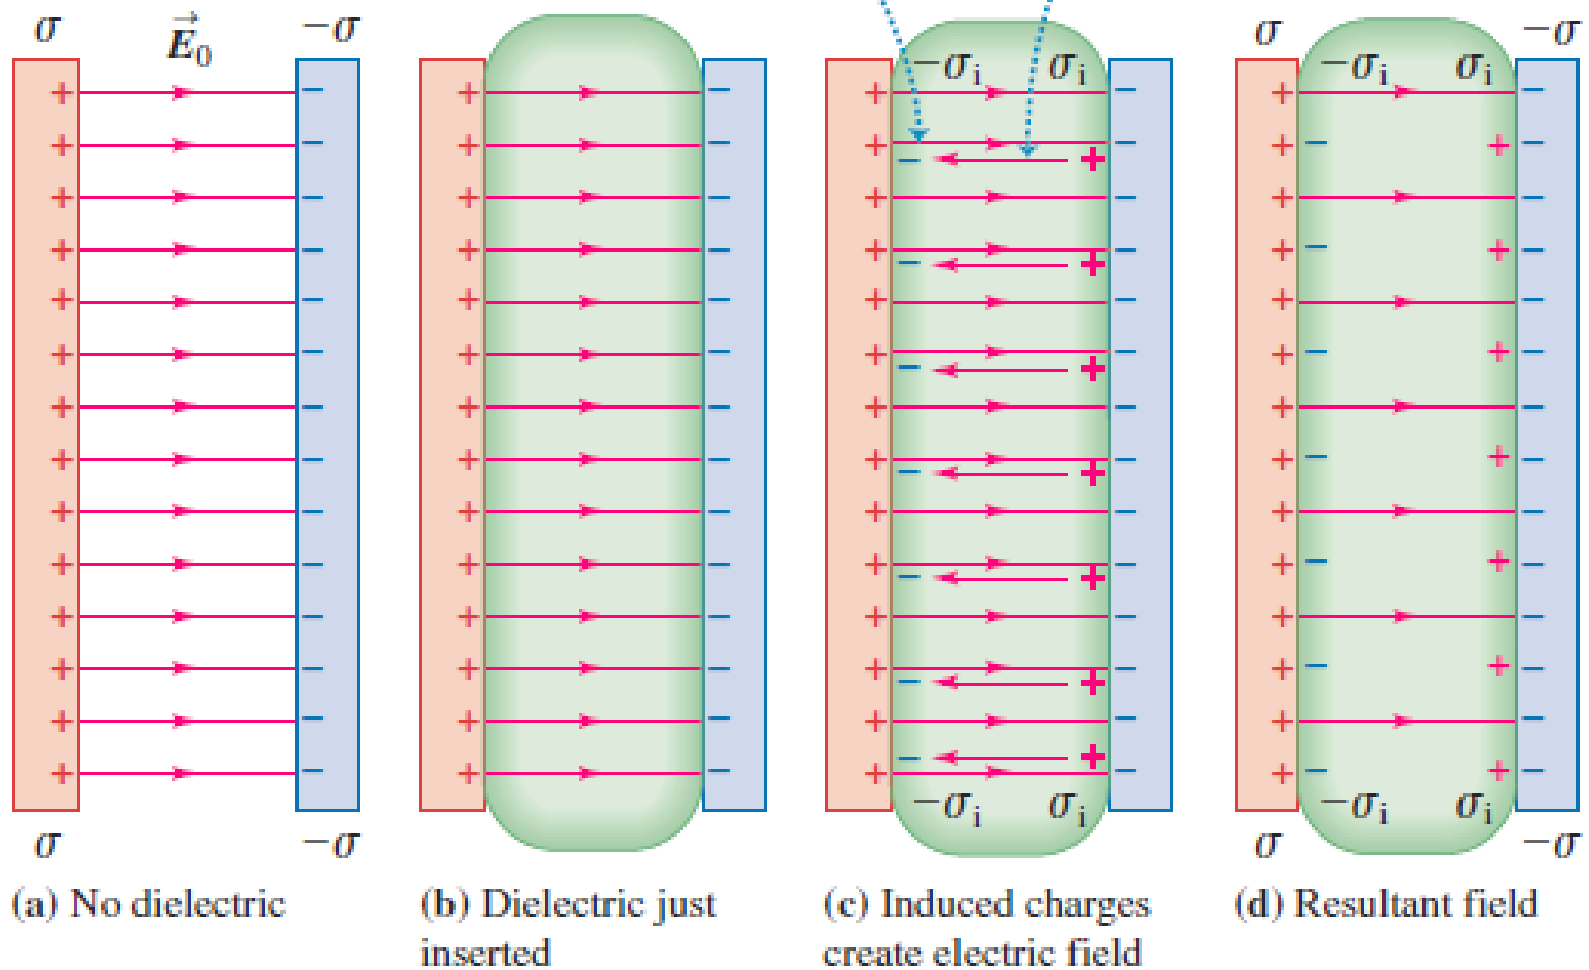 σ
E⃗₀
−σ
σ
−σ
−σᵢ
σᵢ
−σᵢ
σᵢ
σ
−σ
−σᵢ
σᵢ
−σᵢ
σᵢ
σ
−σ
(a) No dielectric
(b) Dielectric just
inserted
(c) Induced charges
create electric field
(d) Resultant field